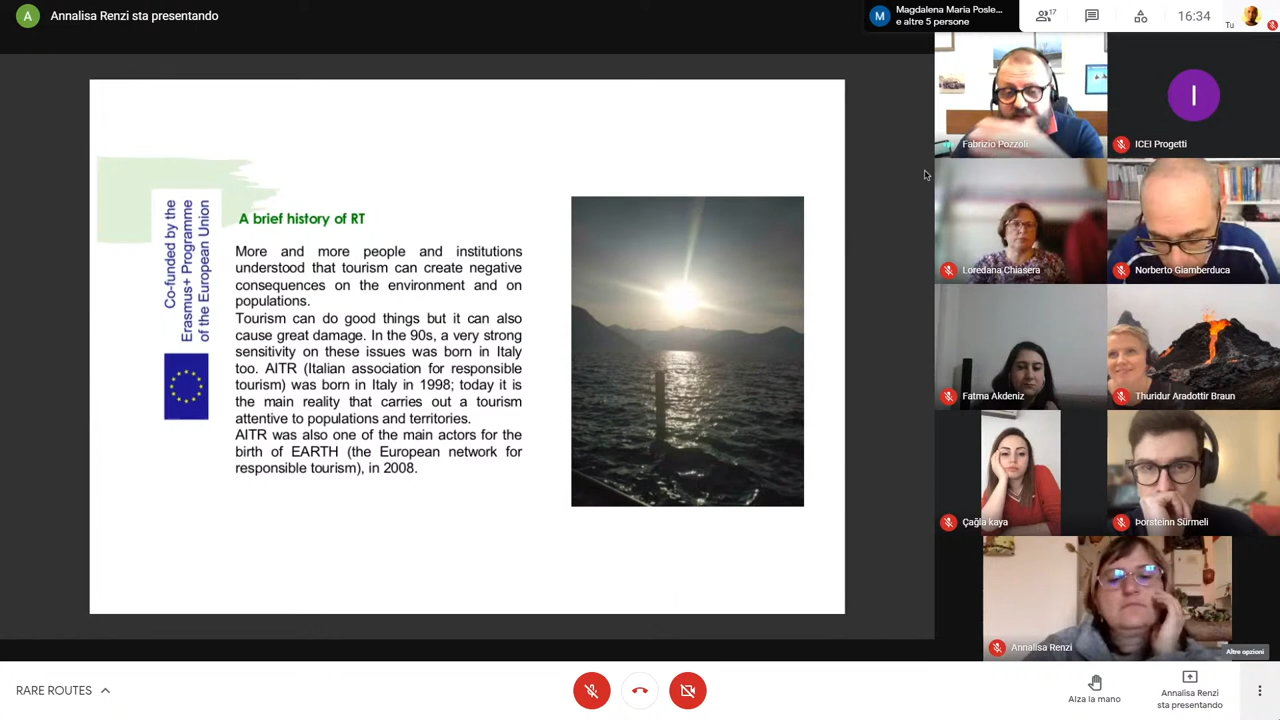 A
Annalisa Renzi sta presentando
M
Magdalena Maria Posle...
e altre 5 persone
17
16:34
Tu
Co-funded by the
Erasmus+ Programme
of the European Union
A brief history of RT
More and more people and institutions
understood that tourism can create negative
consequences on the environment and on
populations.
Tourism can do good things but it can also
cause great damage. In the 90s, a very strong
sensitivity on these issues was born in Italy
too. AITR (Italian association for responsible
tourism) was born in Italy in 1998; today it is
the main reality that carries out a tourism
attentive to populations and territories.
AITR was also one of the main actors for the
birth of EARTH (the European network for
responsible tourism), in 2008.
Fabrizio Pozzoli
I
ICEI Progetti
Loredana Chiasera
Norberto Giamberduca
Fatma Akdeniz
Thuridur Aradottir Braun
Çağla kaya
Þorsteinn Sürmeli
Annalisa Renzi
Altre opzioni
RARE ROUTES
Alza la mano
Annalisa Renzi
sta presentando